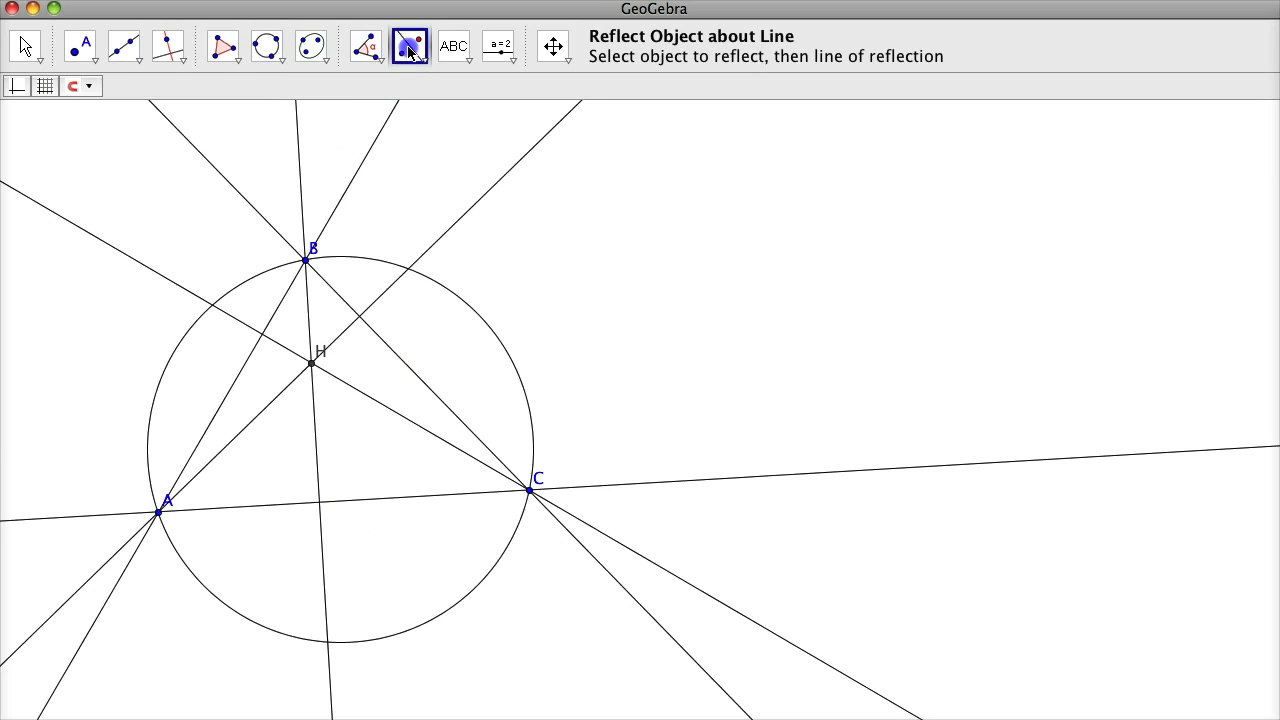 GeoGebra
A
α
ABC
a=2
Reflect Object about Line
Select object to reflect, then line of reflection
B
H
C
A